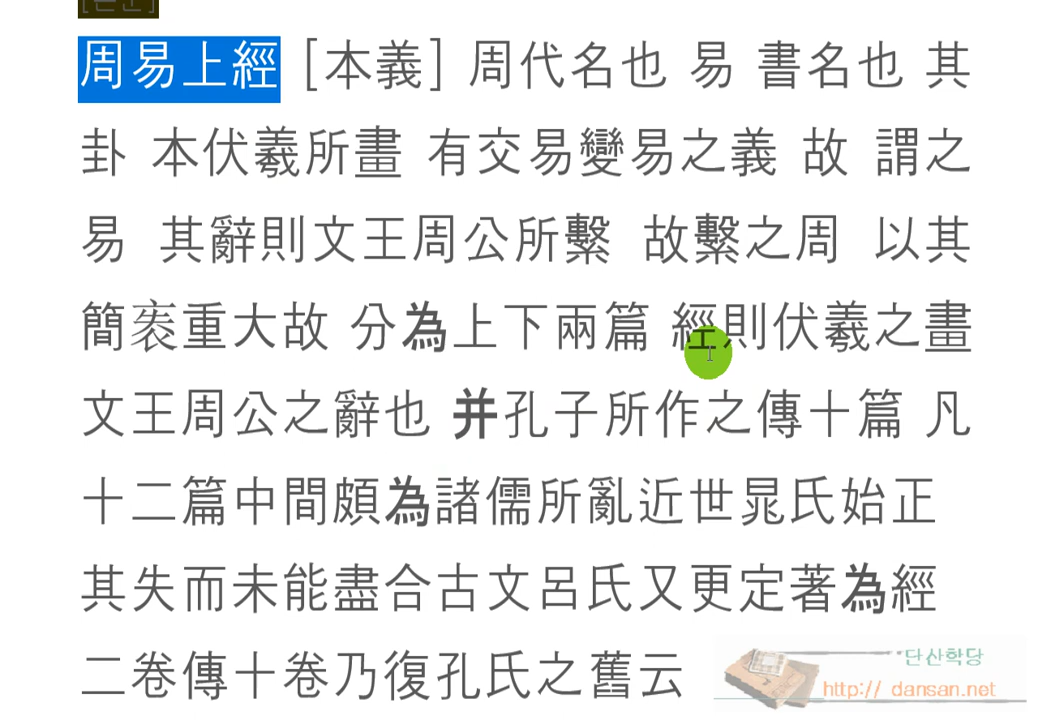 [본문]
周易上經 [本義] 周代名也 易 書名也 其
卦 本伏羲所畫 有交易變易之義 故 謂之
易 其辭則文王周公所繫 故繫之周 以其
簡袠重大故 分為上下兩篇 經則伏羲之畫
文王周公之辭也 并孔子所作之傳十篇 凡
十二篇中間頗為諸儒所亂近世晁氏始正
其失而未能盡合古文呂氏又更定著為經
二卷傳十卷乃復孔氏之舊云
단산학당
http:// dansan.net